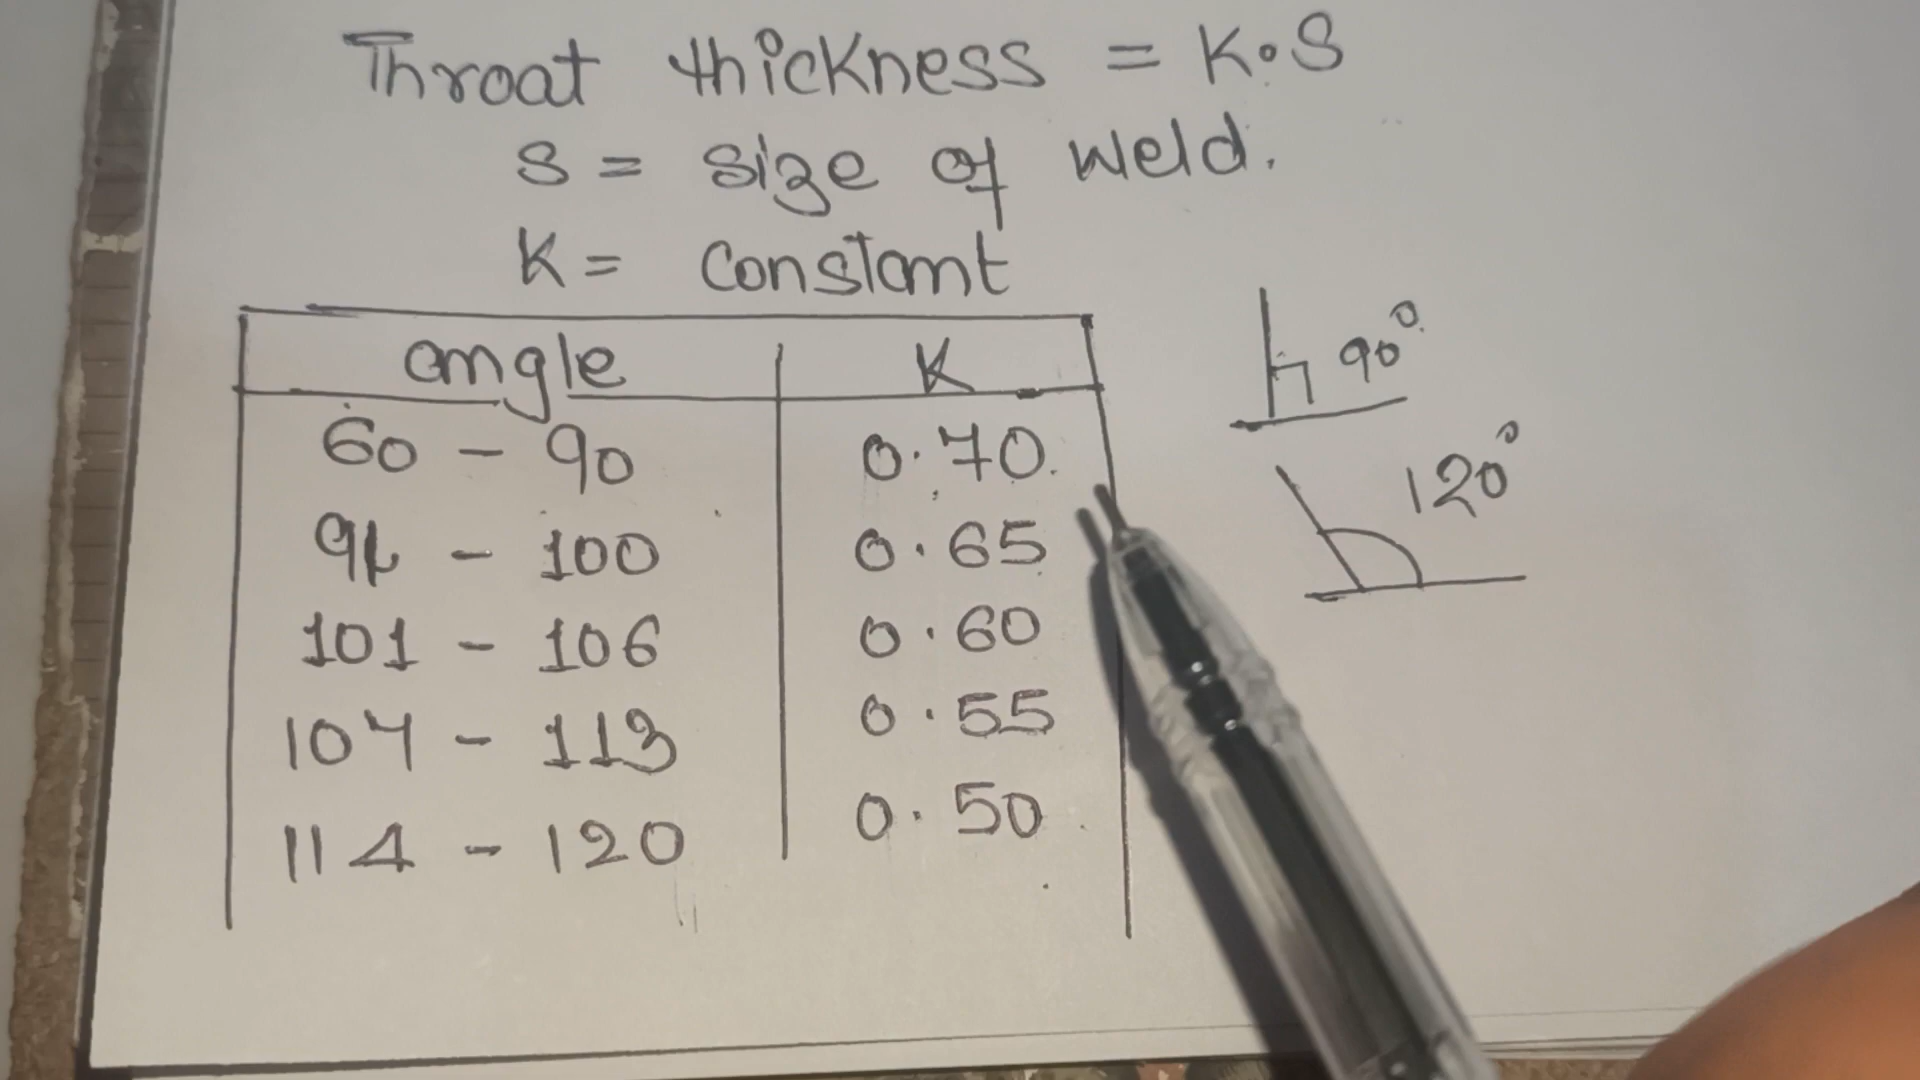 Throat thickness = K.S
S = Size of weld.
K = Constant
angle K
60 - 90 0.70
91 - 100 0.65
101 - 106 0.60
107 - 113 0.55
114 - 120 0.50
90°
120°